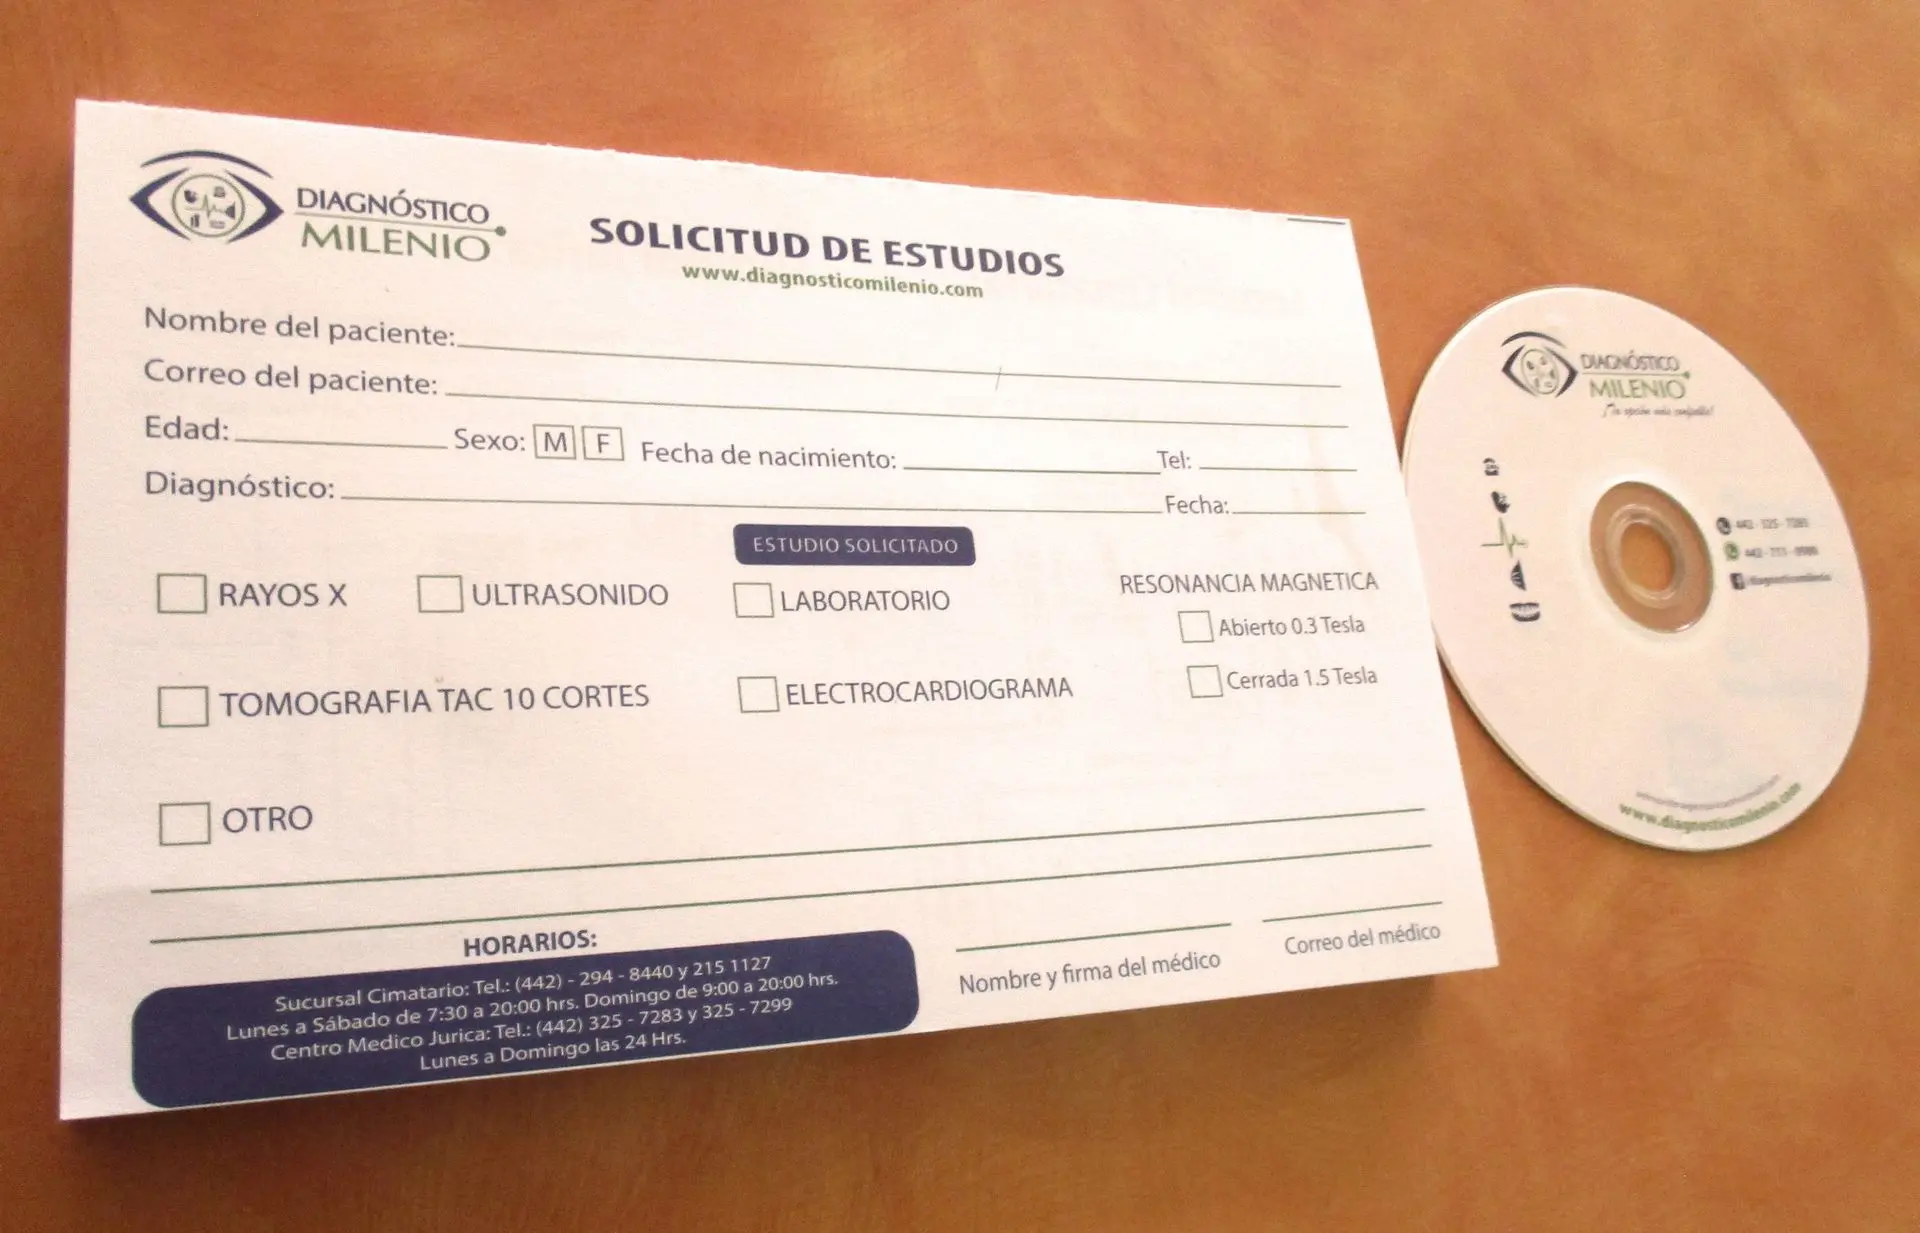 DIAGNÓSTICO
MILENIO
SOLICITUD DE ESTUDIOS
www.diagnosticomilenio.com
Nombre del paciente:
Correo del paciente:
Edad: Sexo: M F Fecha de nacimiento: Tel:
Diagnóstico: Fecha:
ESTUDIO SOLICITADO
RAYOS X ULTRASONIDO LABORATORIO RESONANCIA MAGNETICA
Abierto 0.3 Tesla
TOMOGRAFIA TAC 10 CORTES ELECTROCARDIOGRAMA Cerrada 1.5 Tesla
OTRO
HORARIOS:
Sucursal Cimatario: Tel.: (442) - 294 - 8440 y 215 1127
Lunes a Sábado de 7:30 a 20:00 hrs. Domingo de 9:00 a 20:00 hrs.
Centro Medico Jurica: Tel.: (442) 325 - 7283 y 325 - 7299
Lunes a Domingo las 24 Hrs.
Nombre y firma del médico Correo del médico
DIAGNÓSTICO
MILENIO
442 - 325 - 7283
diagnosticomilenio
www.diagnosticomilenio.com